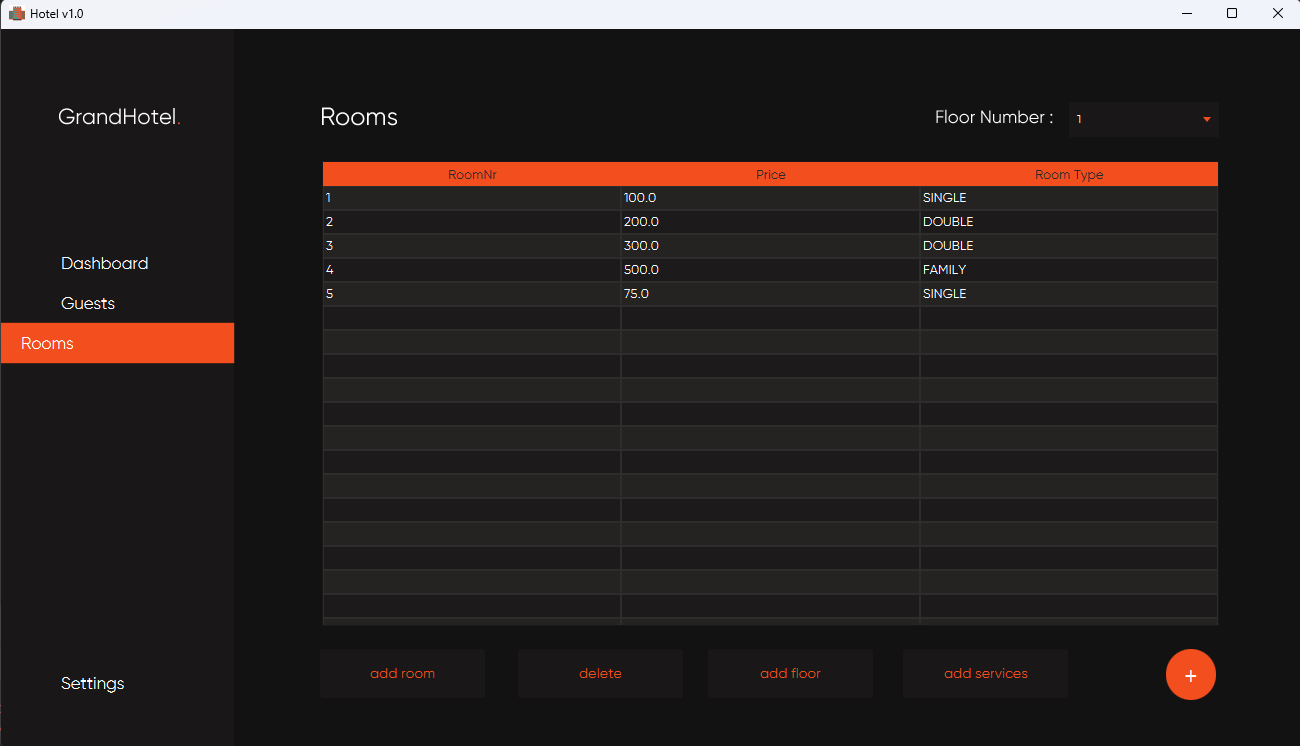 Hotel v1.0
GrandHotel.
Rooms
Floor Number :
1
RoomNr Price Room Type
1 100.0 SINGLE
2 200.0 DOUBLE
3 300.0 DOUBLE
4 500.0 FAMILY
5 75.0 SINGLE
Dashboard
Guests
Rooms
Settings
add room
delete
add floor
add services
+